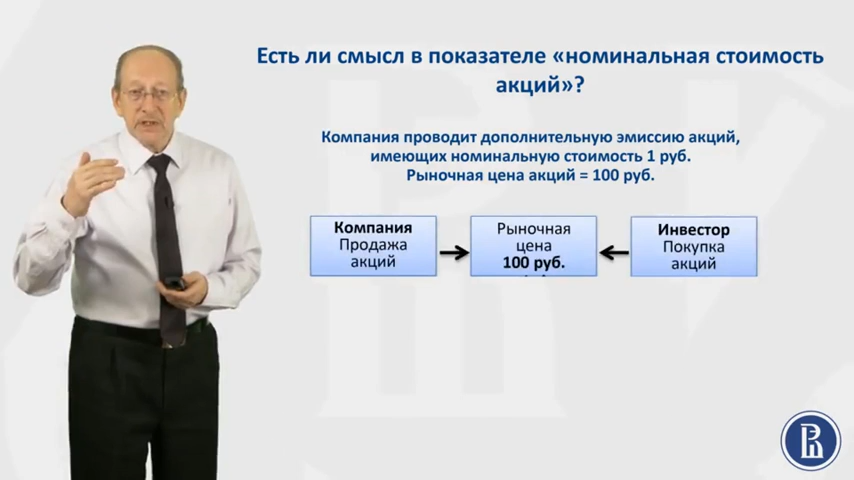 Есть ли смысл в показателе «номинальная стоимость
акций»?
Компания проводит дополнительную эмиссию акций,
имеющих номинальную стоимость 1 руб.
Рыночная цена акций = 100 руб.
Компания
Продажа
акций
Рыночная
цена
100 руб.
Инвестор
Покупка
акций